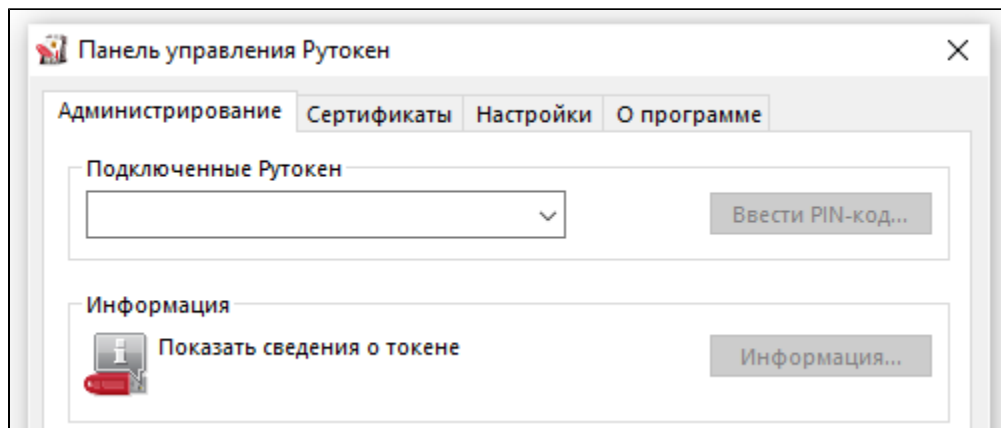 Панель управления Рутокен
Администрирование Сертификаты Настройки О программе
Подключенные Рутокен
Ввести PIN-код...
Информация
Показать сведения о токене Информация...